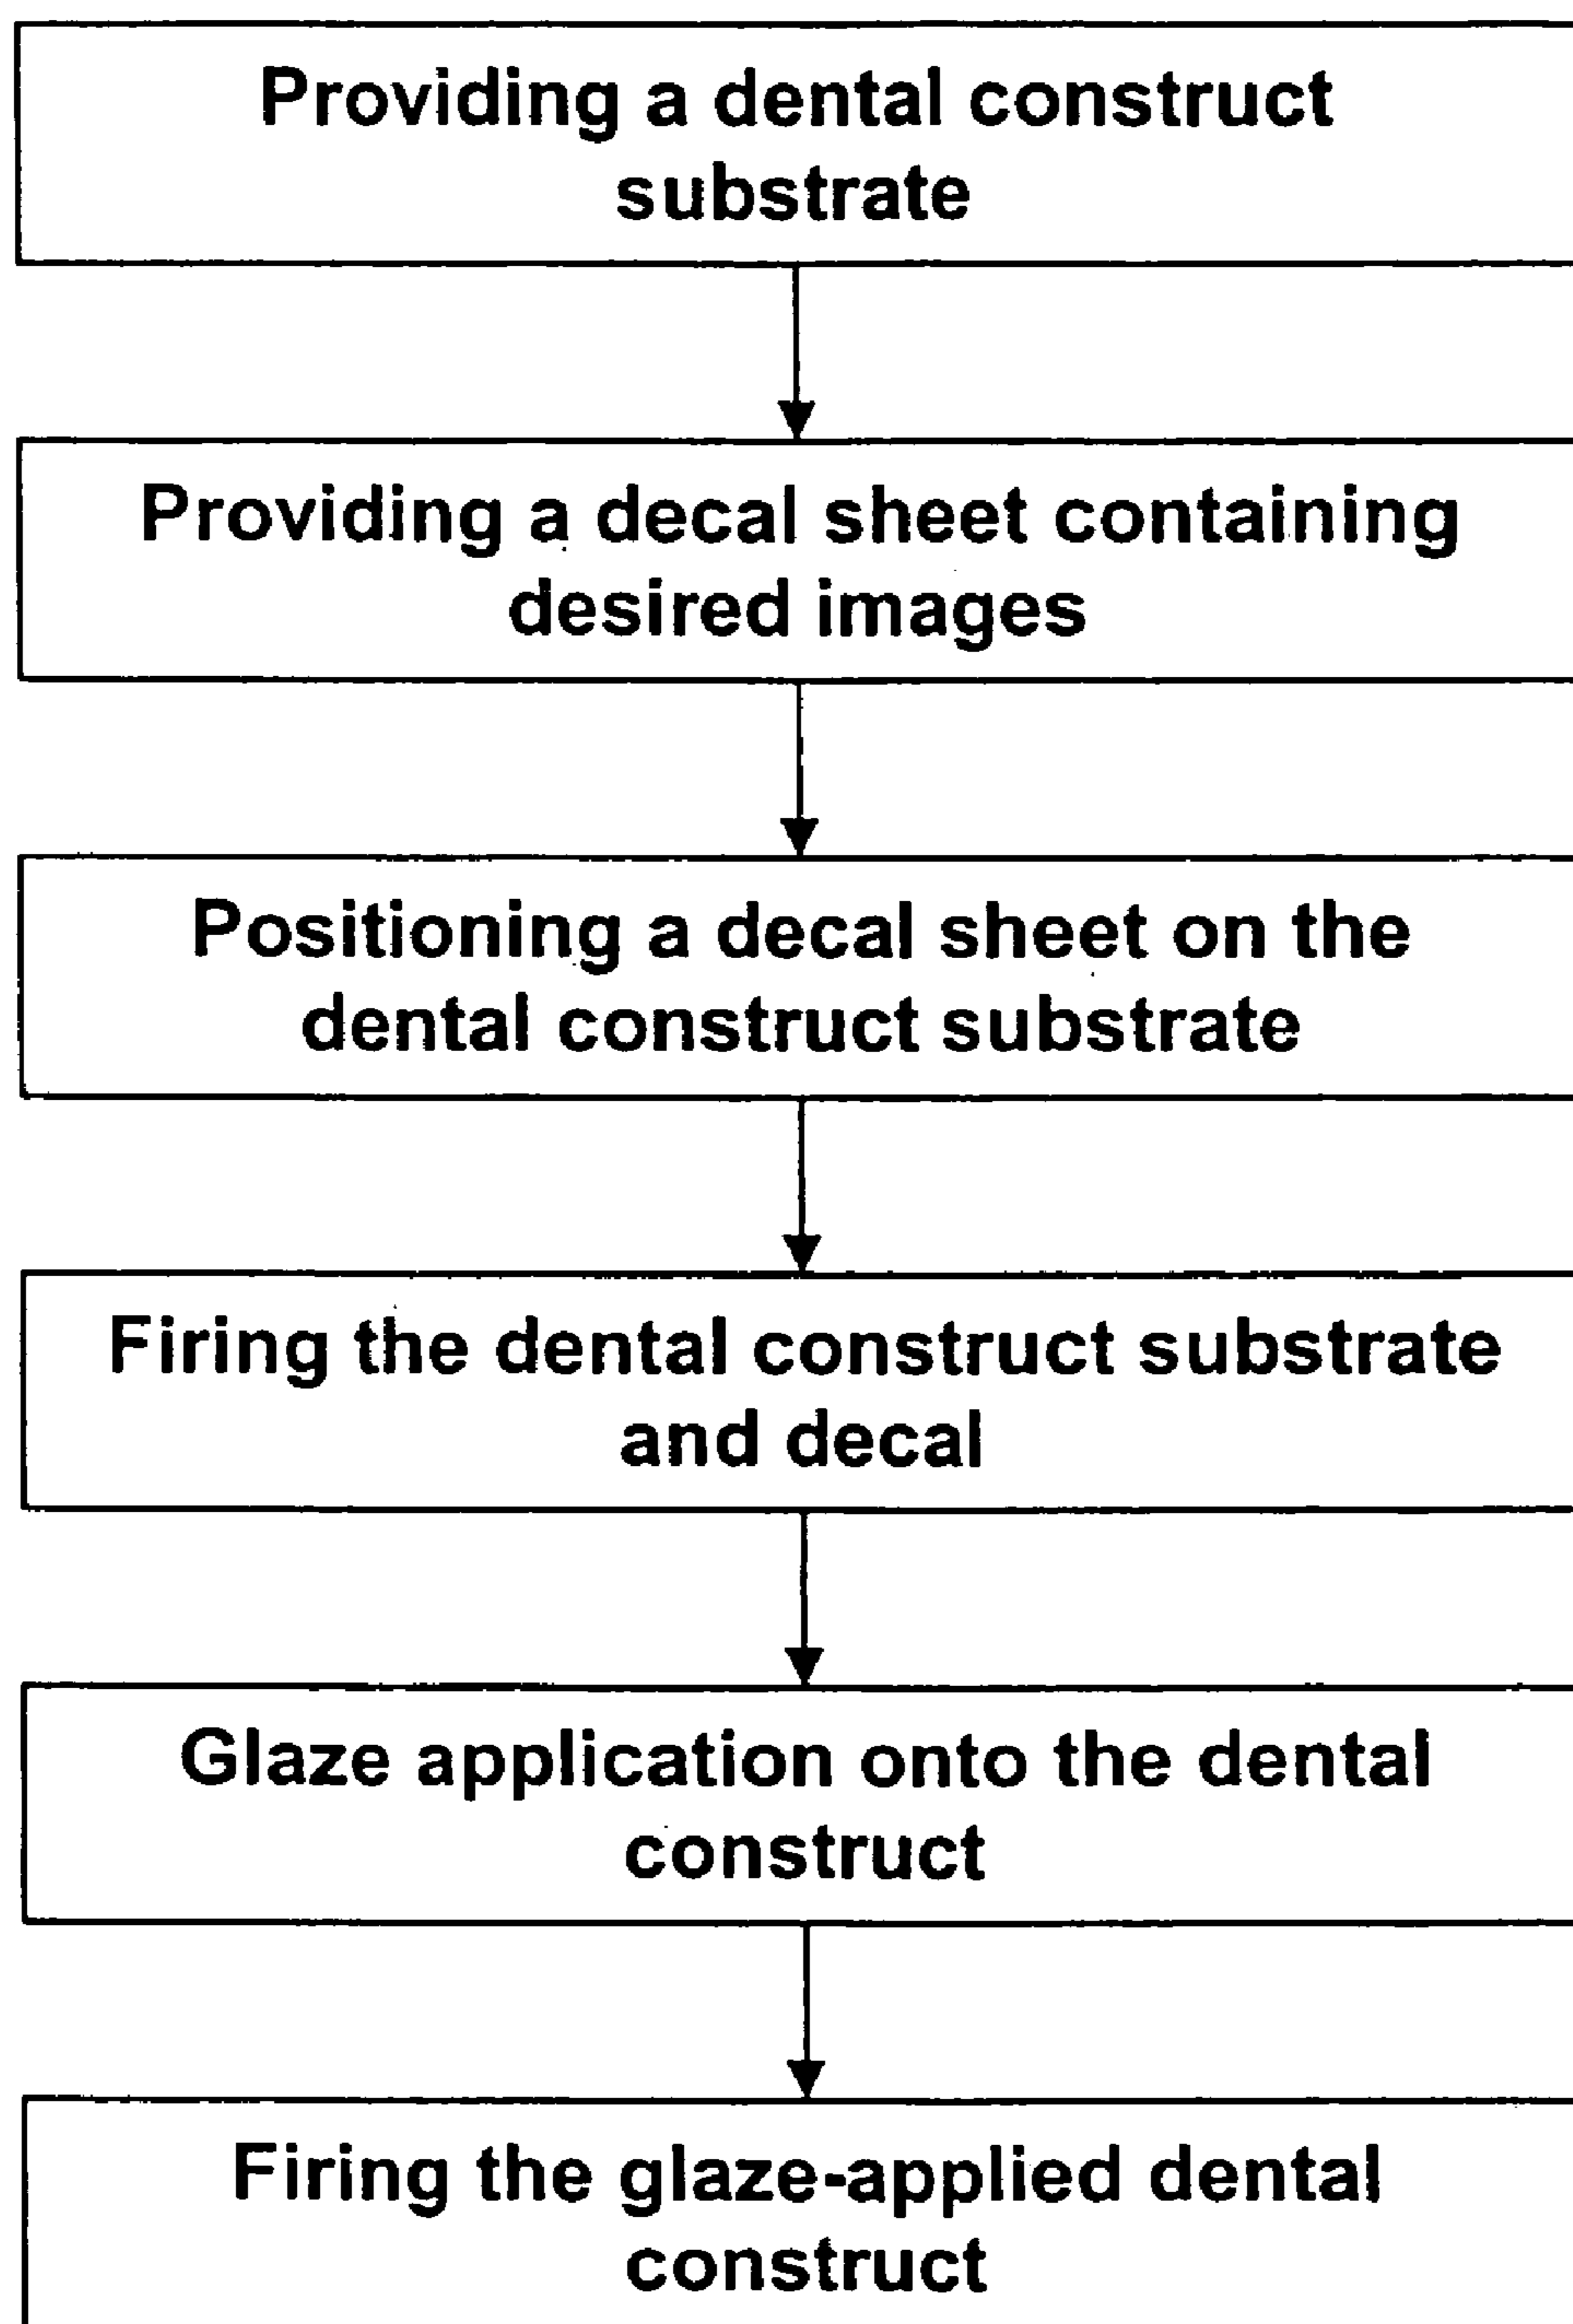 Providing a dental construct
substrate
Providing a decal sheet containing
desired images
Positioning a decal sheet on the
dental construct substrate
Firing the dental construct substrate
and decal
Glaze application onto the dental
construct
Firing the glaze-applied dental
construct